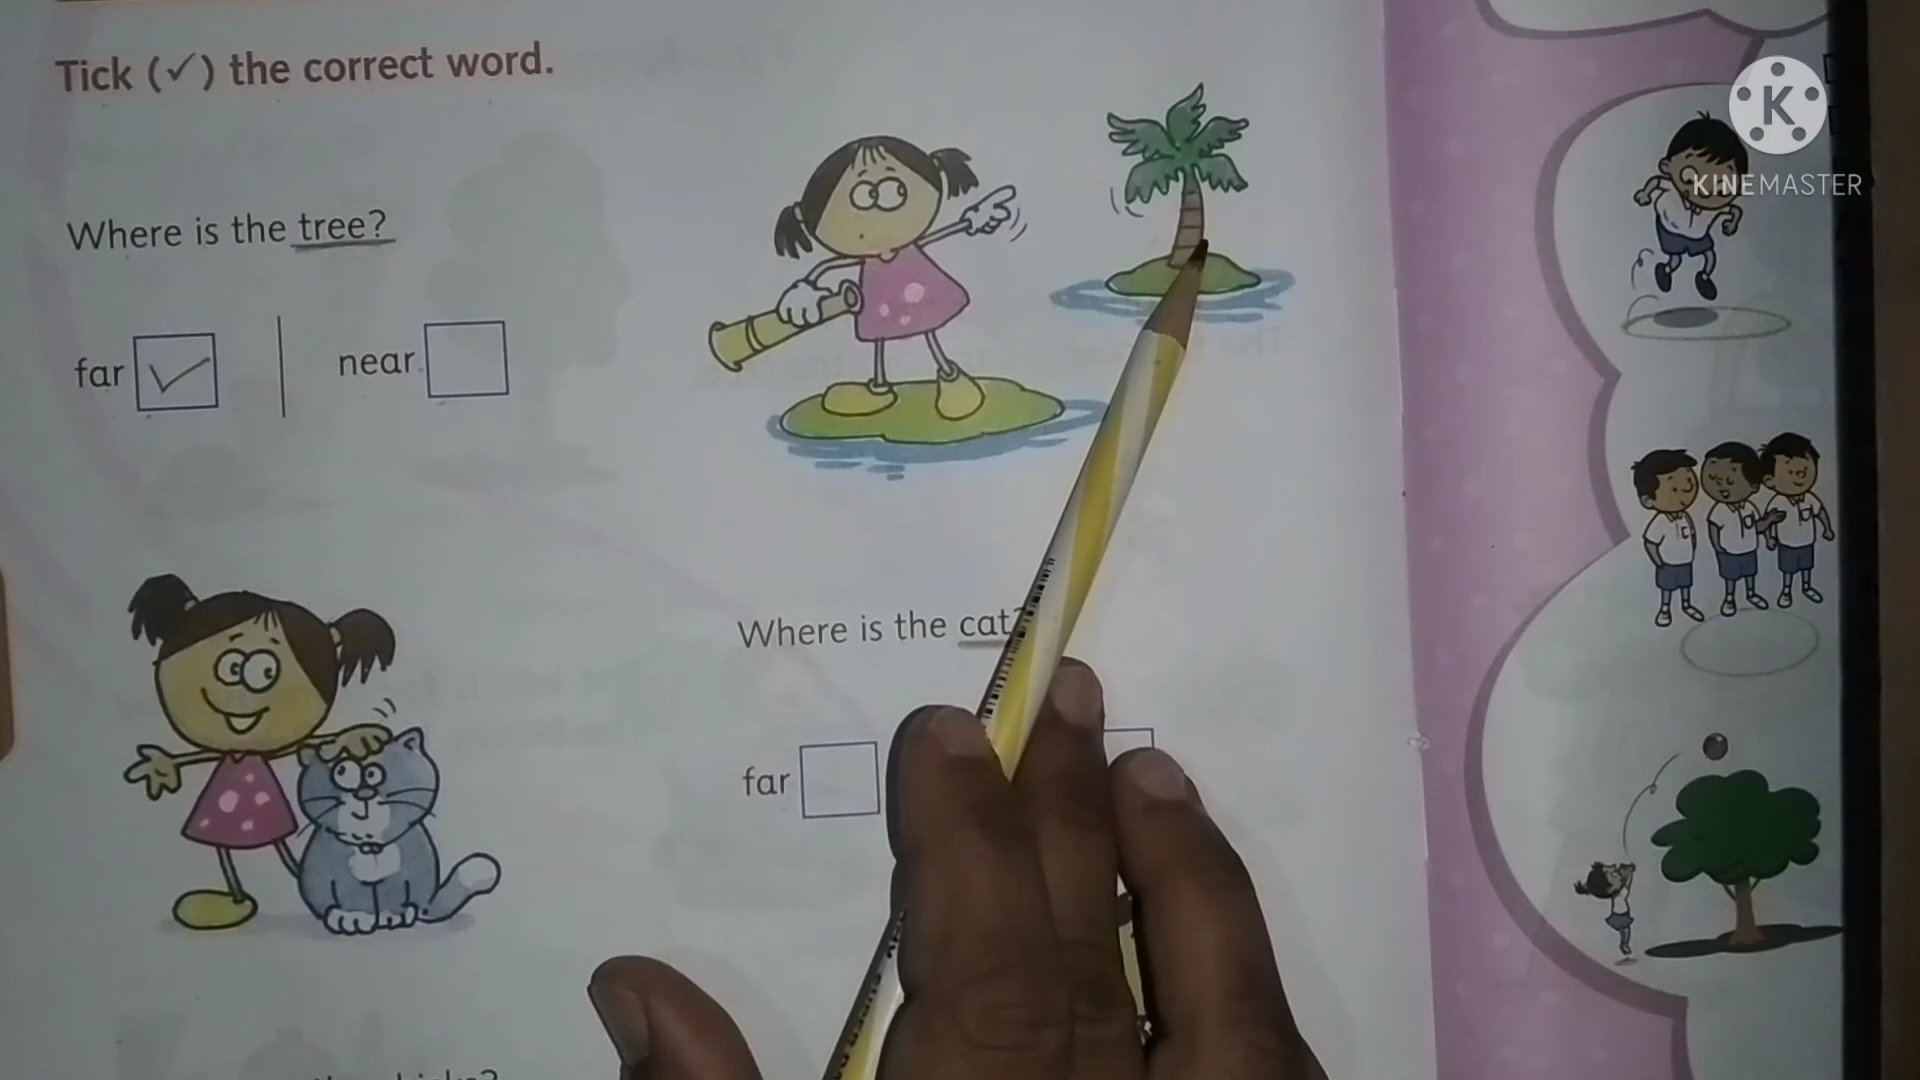 Tick (✓) the correct word.
KINEMASTER
Where is the tree?
far
near
Where is the cat?
far